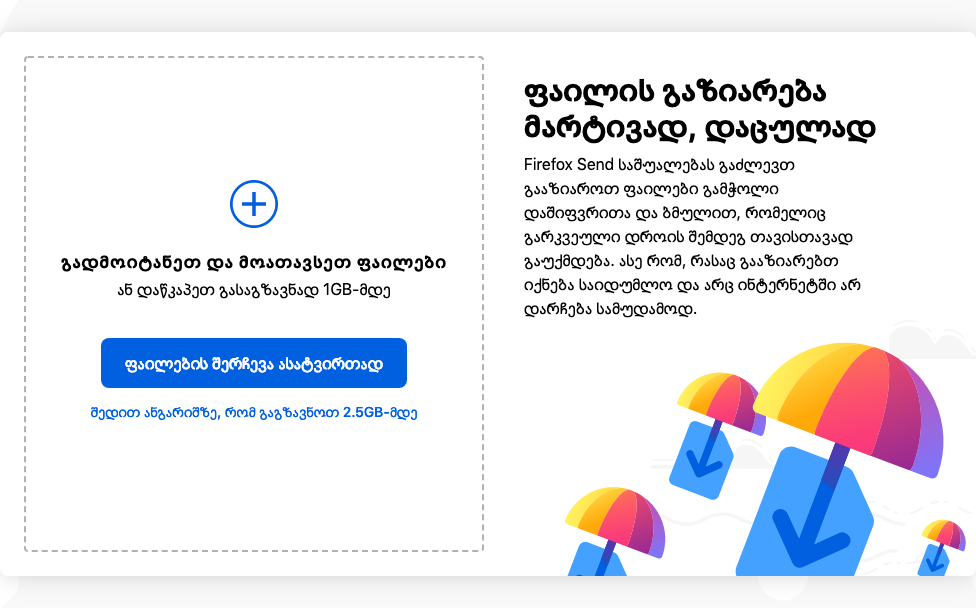 გადმოიტანეთ და მოათავსეთ ფაილები
ან დაწკაპეთ გასაგზავნად 1GB-მდე
ფაილების შერჩევა ასატვირთად
შედით ანგარიშზე, რომ გაგზავნოთ 2.5GB-მდე
ფაილის გაზიარება
მარტივად, დაცულად
Firefox Send საშუალებას გაძლევთ
გააზიაროთ ფაილები გამჭოლი
დაშიფვრითა და ბმულით, რომელიც
გარკვეული დროის შემდეგ თავისთავად
გაუქმდება. ასე რომ, რასაც გააზიარებთ
იქნება საიდუმლო და არც ინტერნეტში არ
დარჩება სამუდამოდ.